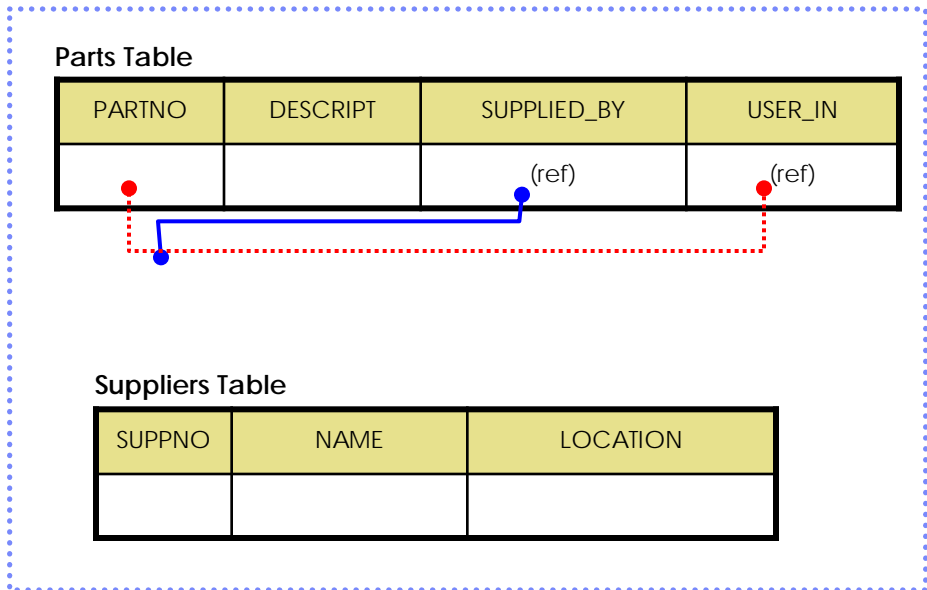 Parts Table
PARTNO DESCRIPT SUPPLIED_BY USER_IN
(ref) (ref)
Suppliers Table
SUPPNO NAME LOCATION